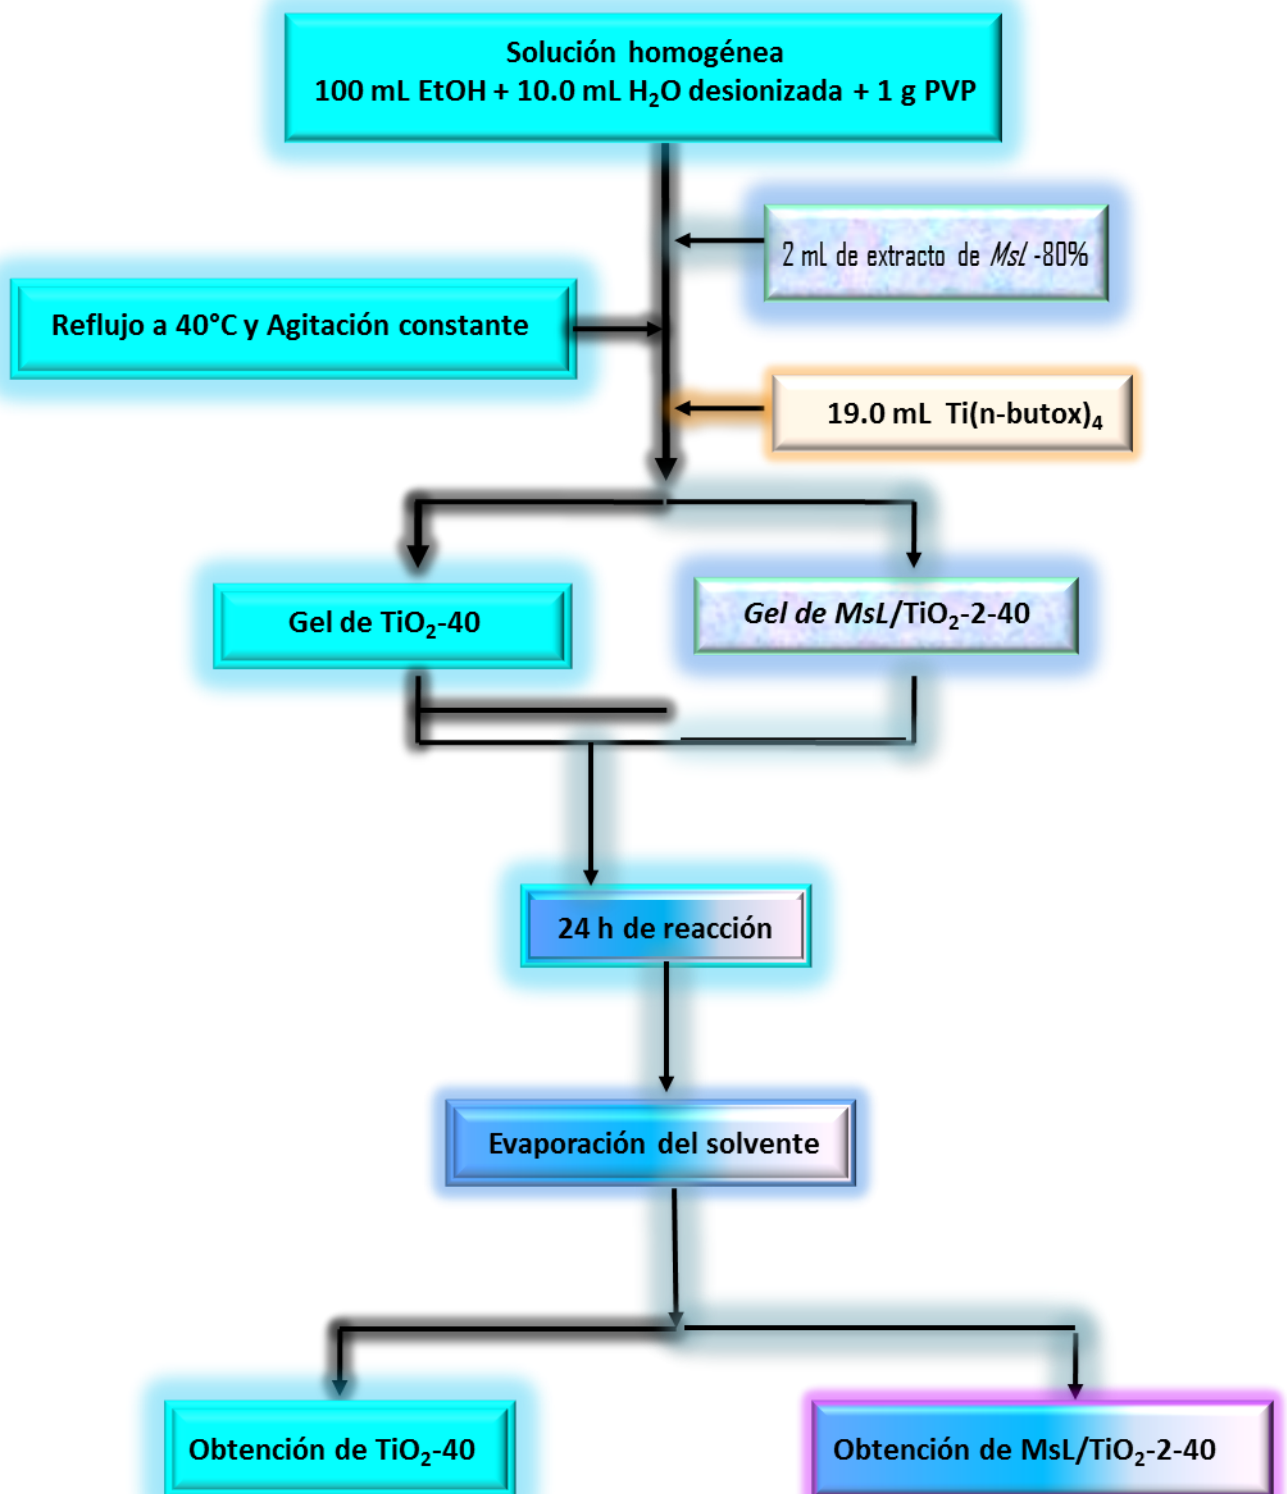 Solución homogénea
100 mL EtOH + 10.0 mL H₂O desionizada + 1 g PVP
2 mL de extracto de MsL -80%
Reflujo a 40°C y Agitación constante
19.0 mL Ti(n-butox)₄
Gel de TiO₂-40
Gel de MsL/TiO₂-2-40
24 h de reacción
Evaporación del solvente
Obtención de TiO₂-40
Obtención de MsL/TiO₂-2-40